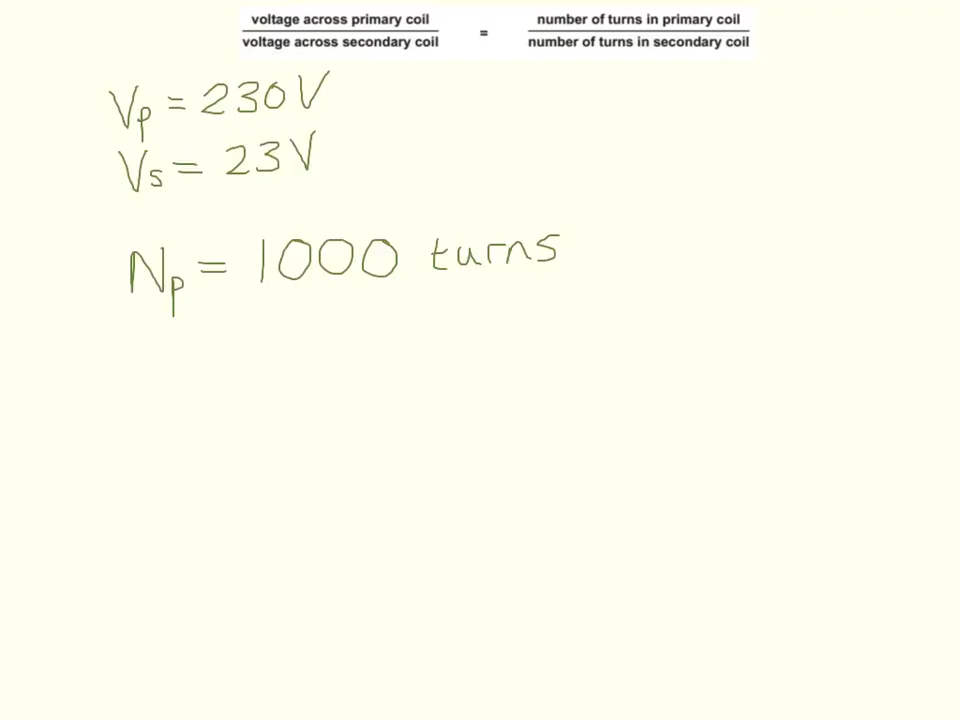 voltage across primary coil number of turns in primary coil
=
voltage across secondary coil number of turns in secondary coil
Vp = 230V
Vs = 23V
Np = 1000 turns